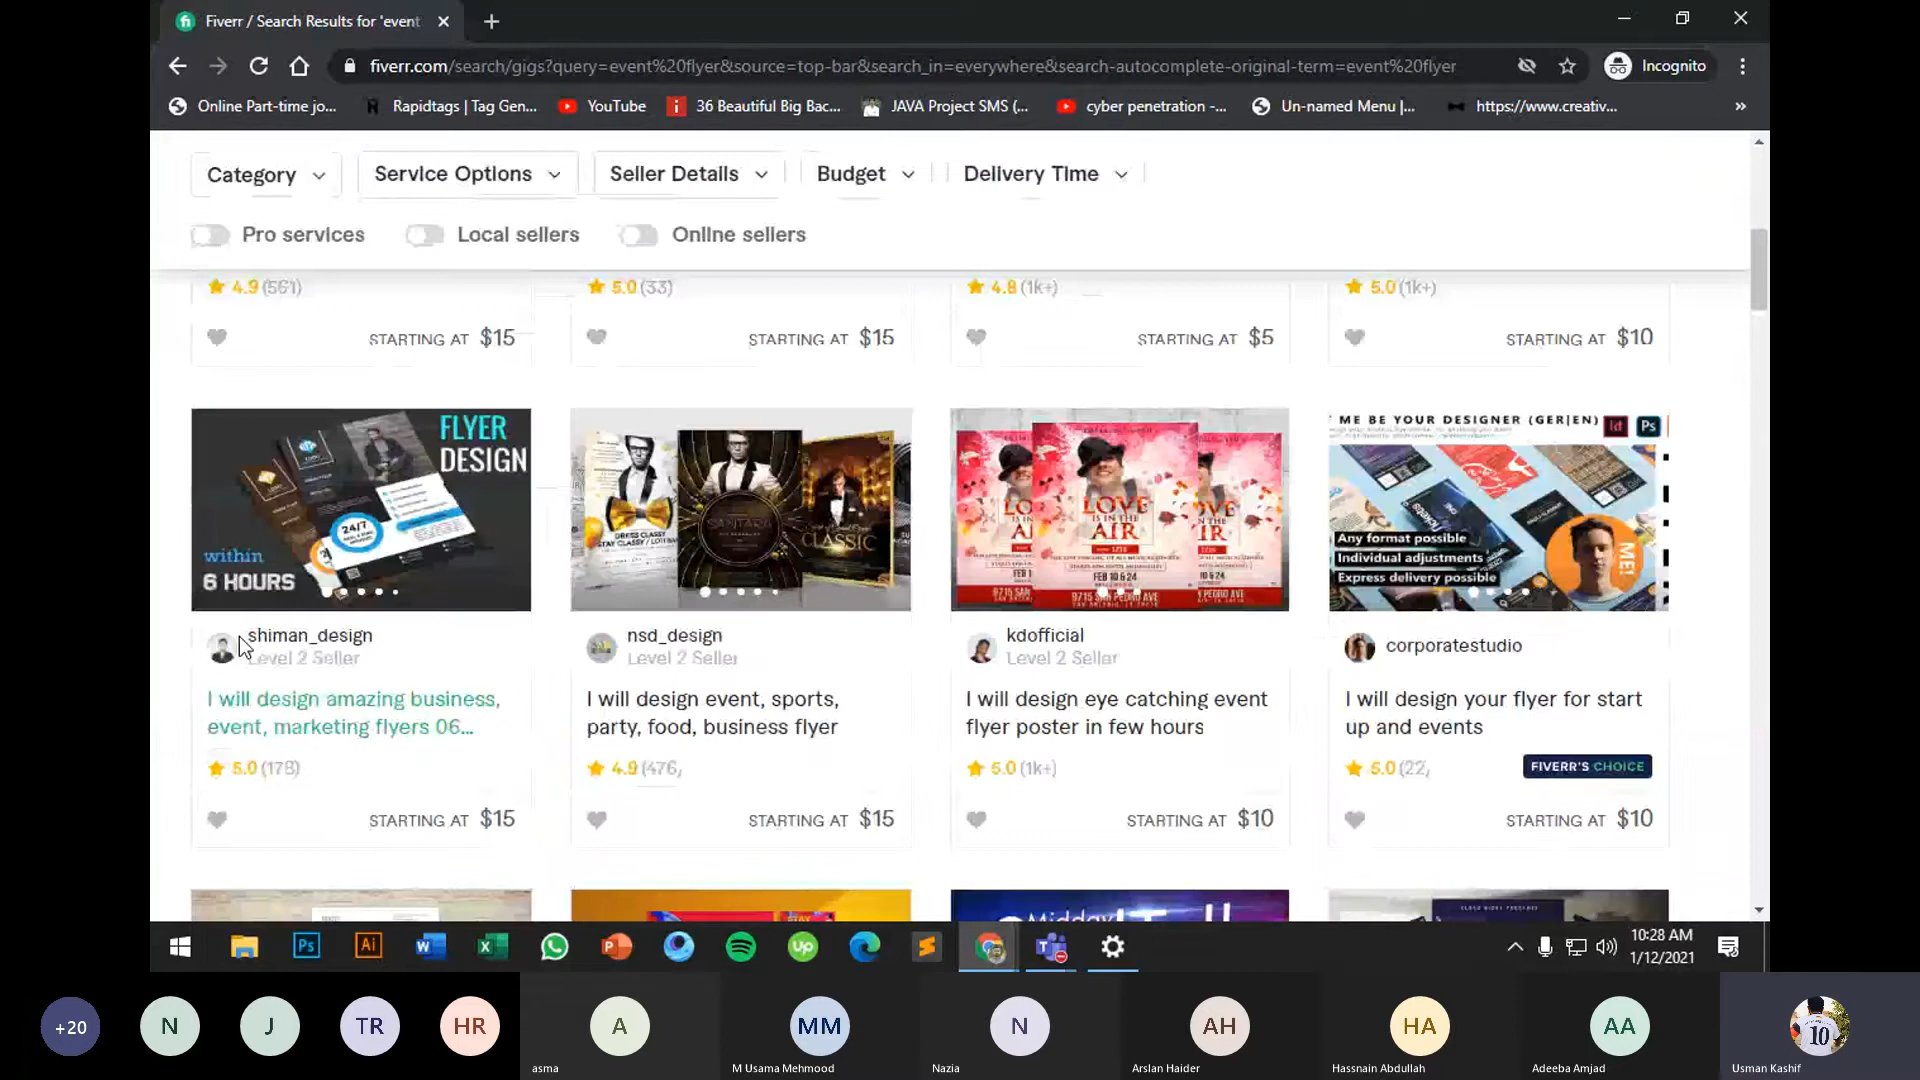 Fiverr / Search Results for 'event
fiverr.com/search/gigs?query=event%20flyer&source=top-bar&search_in=everywhere&search-autocomplete-original-term=event%20flyer
Incognito
Online Part-time jo...
Rapidtags | Tag Gen...
YouTube
36 Beautiful Big Bac...
JAVA Project SMS (...
cyber penetration -...
Un-named Menu |...
https://www.creativ...
»
Category
Service Options
Seller Details
Budget
Delivery Time
Pro services
Local sellers
Online sellers
4.9 (561)
5.0 (33)
4.8 (1k+)
5.0 (1k+)
STARTING AT $15
STARTING AT $15
STARTING AT $5
STARTING AT $10
FLYER
DESIGN
24/7
within
6 HOURS
DRESS CLASSY
CLASSIC
LOVE
IS IN THE
AIR
FEB 10 & 24
ME BE YOUR DESIGNER (GER|EN)
Id
Ps
Any format possible
Individual adjustments
Express delivery possible
ME!
shiman_design
Level 2 Seller
nsd_design
Level 2 Seller
kdofficial
Level 2 Seller
corporatestudio
I will design amazing business,
event, marketing flyers 06...
I will design event, sports,
party, food, business flyer
I will design eye catching event
flyer poster in few hours
I will design your flyer for start
up and events
5.0 (178)
4.9 (476)
5.0 (1k+)
5.0 (22)
FIVERR'S CHOICE
STARTING AT $15
STARTING AT $15
STARTING AT $10
STARTING AT $10
Midday
10:28 AM
1/12/2021
+20
N
J
TR
HR
A
MM
N
AH
HA
AA
10
asma
M Usama Mehmood
Nazia
Arslan Haider
Hassnain Abdullah
Adeeba Amjad
Usman Kashif